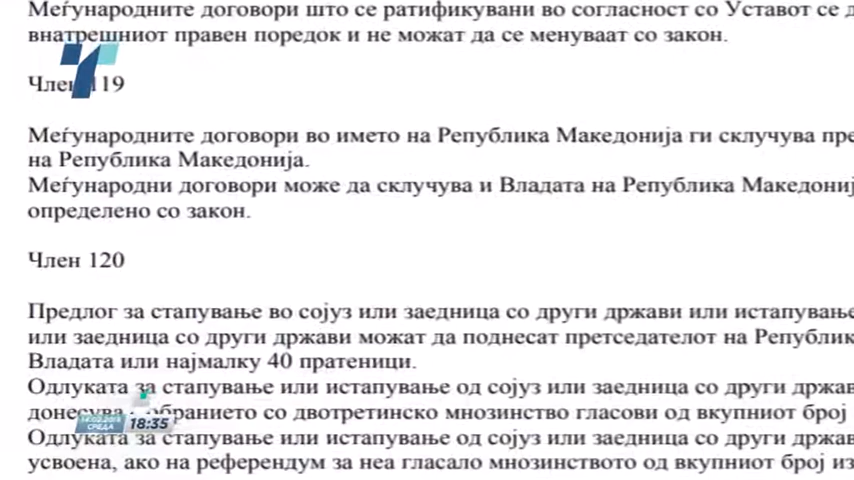 Меѓународните договори што се ратификувани во согласност со Уставот се д
внатрешниот правен поредок и не можат да се менуваат со закон.
Член 119
Меѓународните договори во името на Република Македонија ги склучува пре
на Република Македонија.
Меѓународни договори може да склучува и Владата на Република Македониј
определено со закон.
Член 120
Предлог за стапување во сојуз или заедница со други држави или истапување
или заедница со други држави можат да поднесат претседателот на Републик
Владата или најмалку 40 пратеници.
Одлуката за стапување или истапување од сојуз или заедница со други држав
донесува обранието со двотретинско мнозинство гласови од вкупниот број
14.02.2018
СРЕДА
18:35
Одлуката за стапување или истапување од сојуз или заедница со други држав
усвоена, ако на референдум за неа гласало мнозинството од вкупниот број из